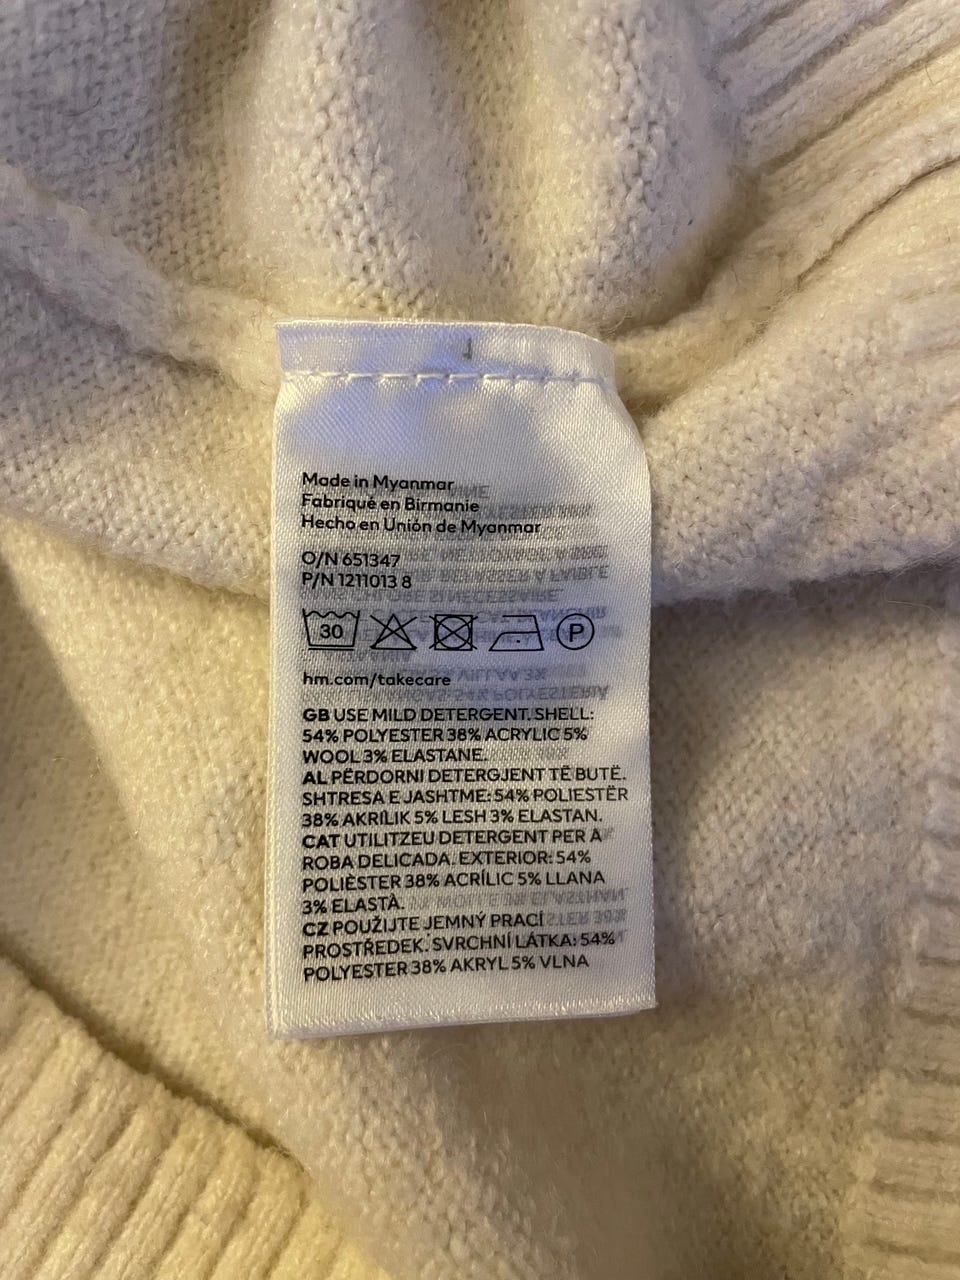 Made in Myanmar
Fabriqué en Birmanie
Hecho en Unión de Myanmar
O/N 651347
P/N 1211013 8
30 P
hm.com/takecare
GB USE MILD DETERGENT. SHELL:
54% POLYESTER 38% ACRYLIC 5%
WOOL 3% ELASTANE.
AL PËRDORNI DETERGJENT TË BUTË.
SHTRESA E JASHTME: 54% POLIESTËR
38% AKRILIK 5% LESH 3% ELASTAN.
CAT UTILITZEU DETERGENT PER A
ROBA DELICADA. EXTERIOR: 54%
POLIÈSTER 38% ACRÍLIC 5% LLANA
3% ELASTÀ.
CZ POUŽIJTE JEMNÝ PRACÍ
PROSTŘEDEK. SVRCHNÍ LÁTKA: 54%
POLYESTER 38% AKRYL 5% VLNA